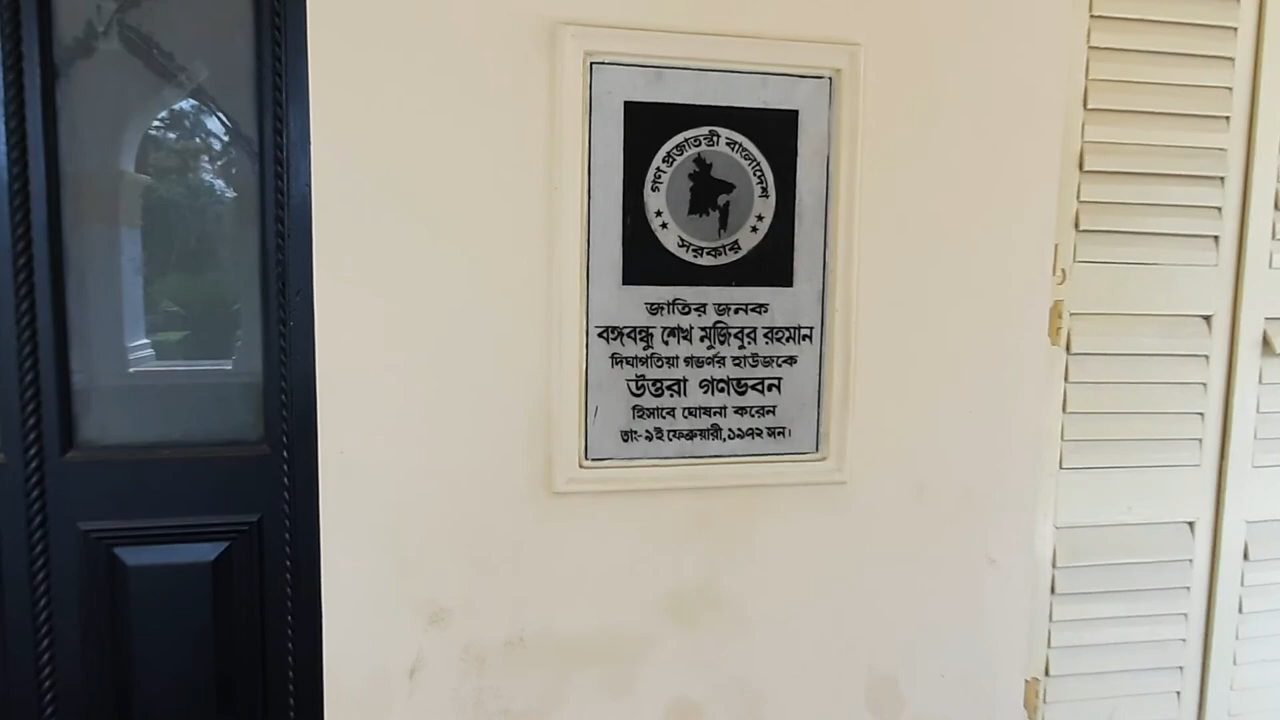 গণ প্রজাতন্ত্রী বাংলাদেশ
সরকার
জাতির জনক
বঙ্গবন্ধু শেখ মুজিবুর রহমান
দিঘাপতিয়া গভর্ণর হাউজকে
উত্তরা গণভবন
হিসাবে ঘোষনা করেন
তাং-৯ই ফেব্রুয়ারী, ১৯৭২ সন।